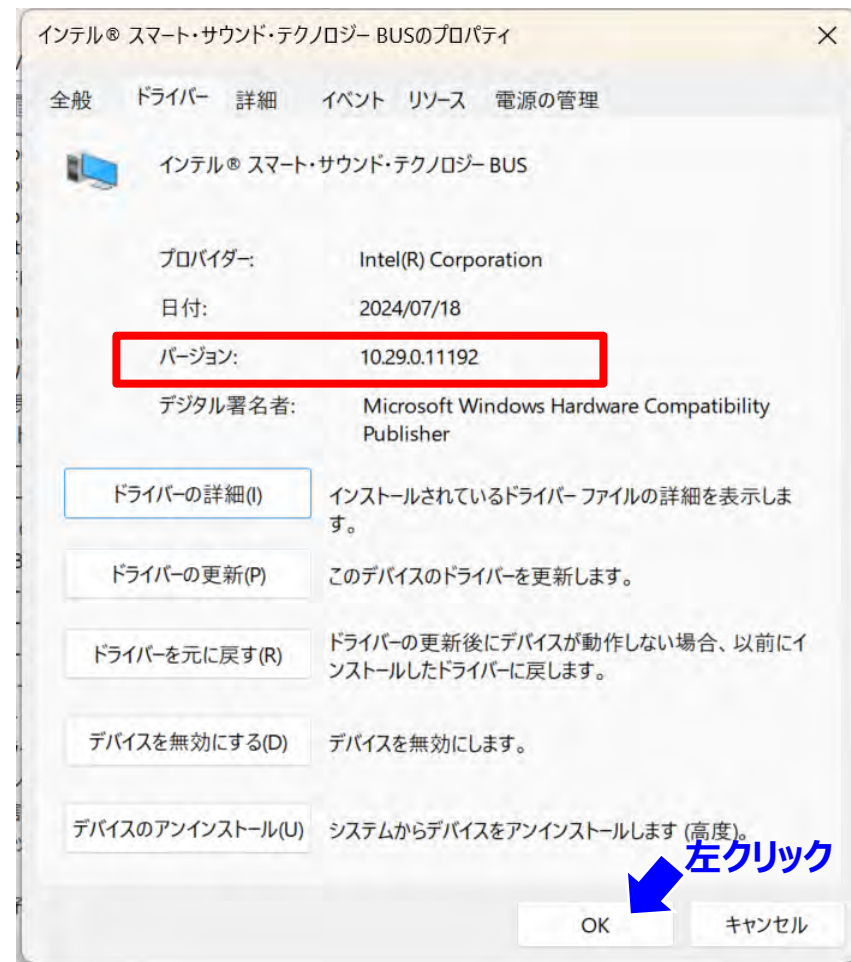 インテル® スマート・サウンド・テクノロジー BUSのプロパティ
全般 ドライバー 詳細 イベント リソース 電源の管理
インテル® スマート・サウンド・テクノロジー BUS
プロバイダー: Intel(R) Corporation
日付: 2024/07/18
バージョン: 10.29.0.11192
デジタル署名者: Microsoft Windows Hardware Compatibility
Publisher
ドライバーの詳細(I) インストールされているドライバー ファイルの詳細を表示しま
す。
ドライバーの更新(P) このデバイスのドライバーを更新します。
ドライバーを元に戻す(R) ドライバーの更新後にデバイスが動作しない場合、以前にイ
ンストールしたドライバーに戻します。
デバイスを無効にする(D) デバイスを無効にします。
デバイスのアンインストール(U) システムからデバイスをアンインストールします (高度)。
左クリック
OK キャンセル